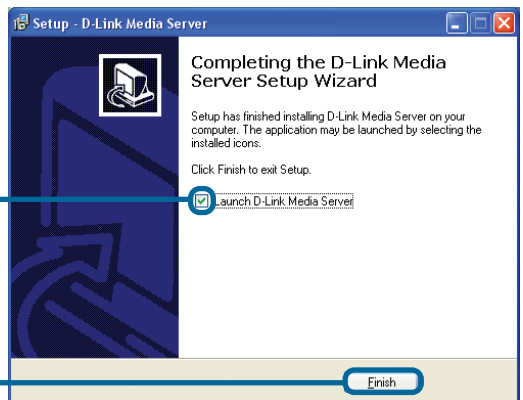 Setup - D-Link Media Server
Completing the D-Link Media
Server Setup Wizard
Setup has finished installing D-Link Media Server on your
computer. The application may be launched by selecting the
installed icons.
Click Finish to exit Setup.
Launch D-Link Media Server
Finish